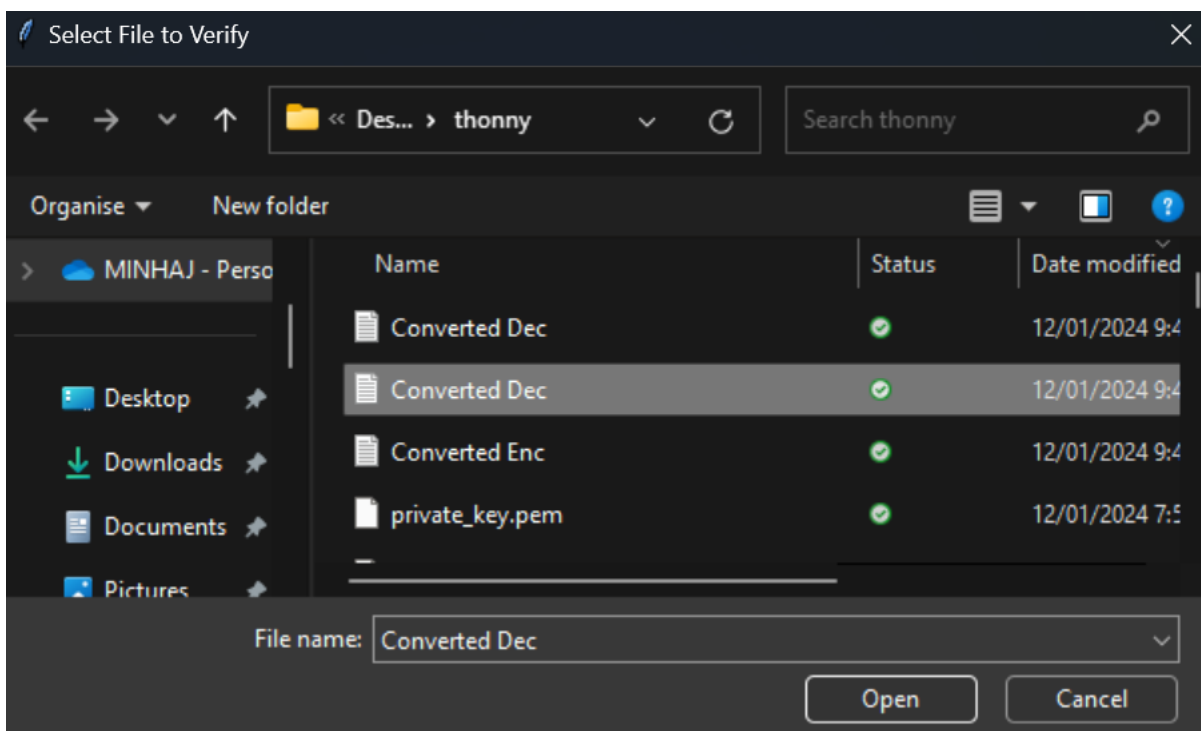 Select File to Verify
« Des... › thonny
Search thonny
Organise
New folder
MINHAJ - Perso
Name
Status
Date modified
Converted Dec
12/01/2024 9:4
Desktop
Converted Dec
12/01/2024 9:4
Downloads
Converted Enc
12/01/2024 9:4
Documents
private_key.pem
12/01/2024 7:5
Pictures
File name:
Converted Dec
Open
Cancel